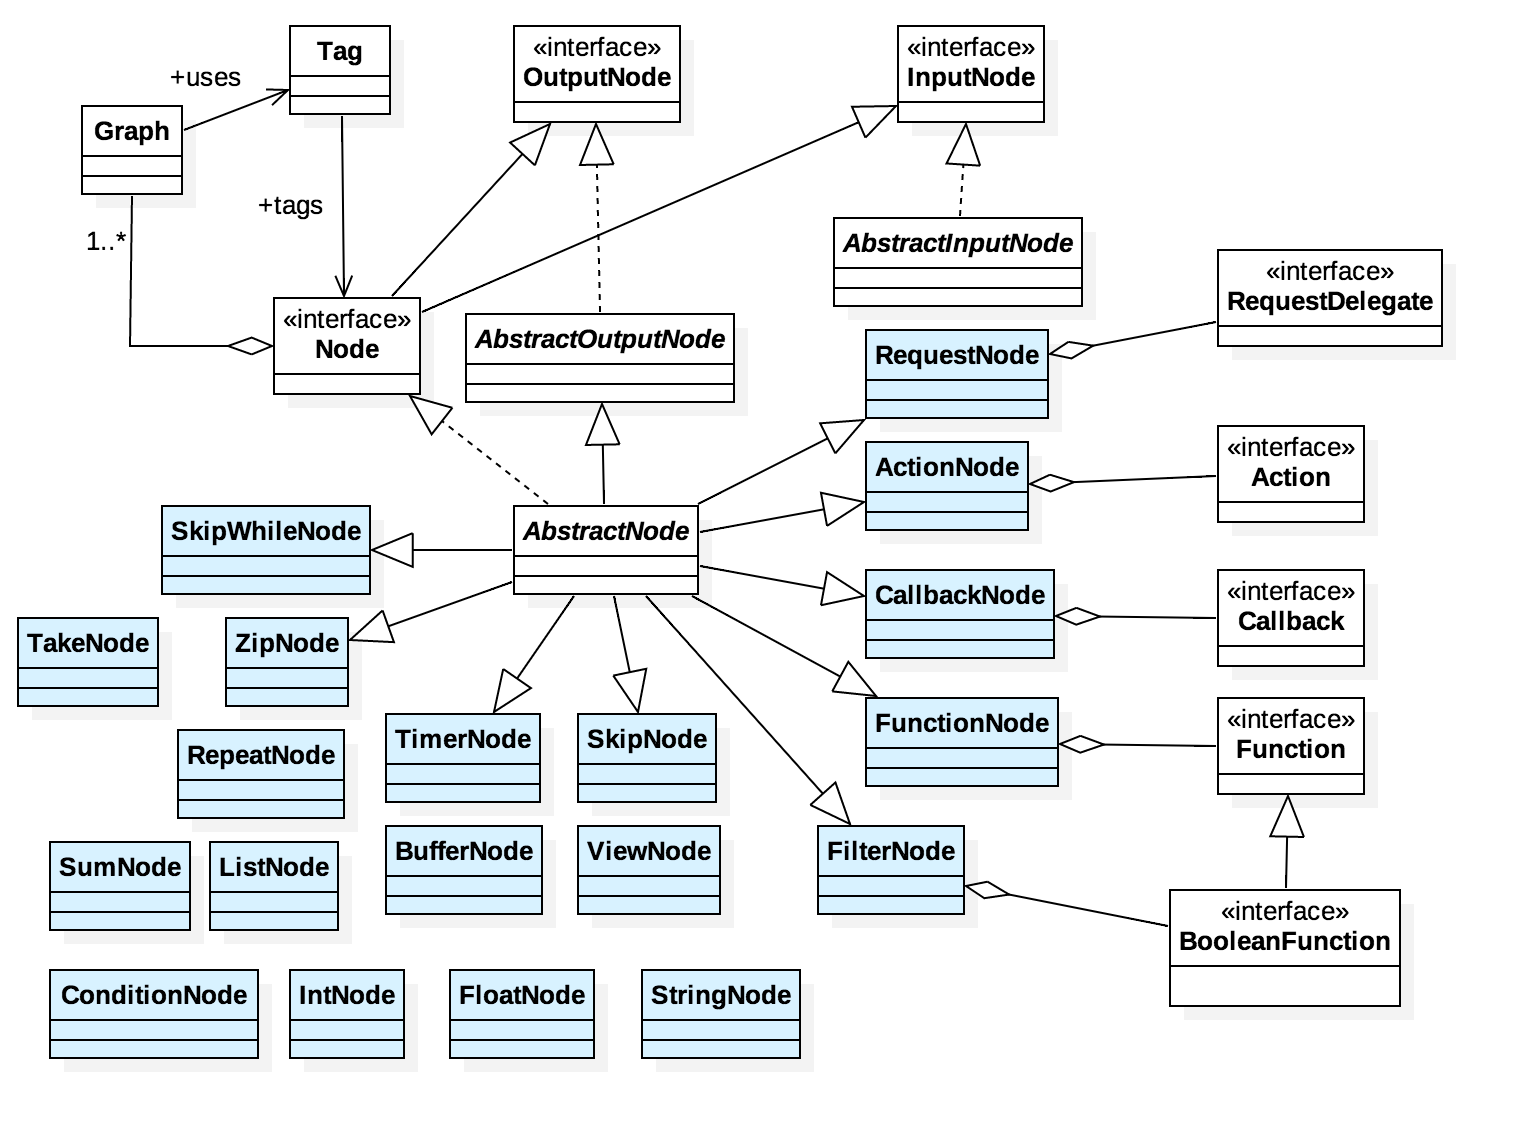 Tag
«interface»
OutputNode
«interface»
InputNode
+uses
Graph
+tags
1..*
«interface»
Node
AbstractInputNode
«interface»
RequestDelegate
AbstractOutputNode
RequestNode
ActionNode
«interface»
Action
SkipWhileNode
AbstractNode
CallbackNode
«interface»
Callback
TakeNode
ZipNode
FunctionNode
«interface»
Function
RepeatNode
TimerNode
SkipNode
SumNode
ListNode
BufferNode
ViewNode
FilterNode
«interface»
BooleanFunction
ConditionNode
IntNode
FloatNode
StringNode